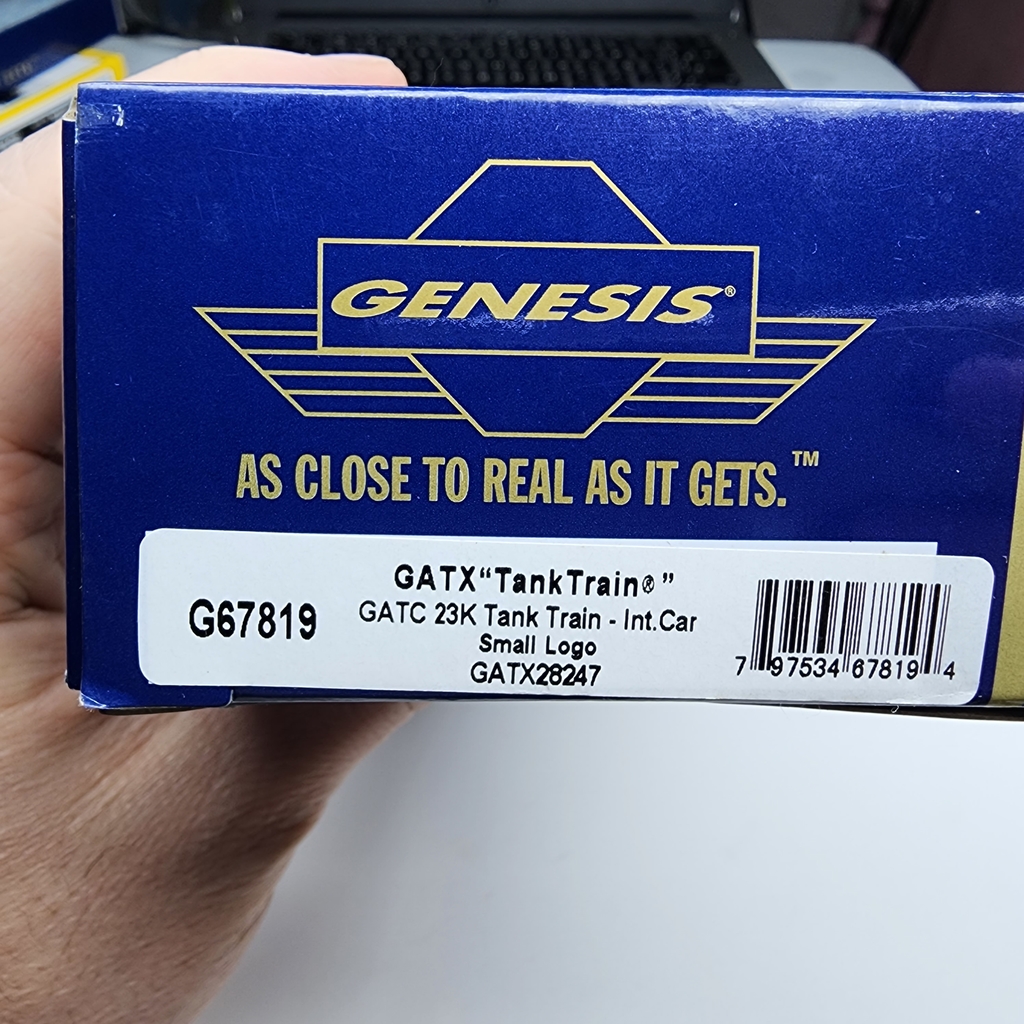 GENESIS®
AS CLOSE TO REAL AS IT GETS.™
GATX“TankTrain®”
G67819
GATC 23K Tank Train - Int.Car
Small Logo
GATX28247
7 97534 67819 4